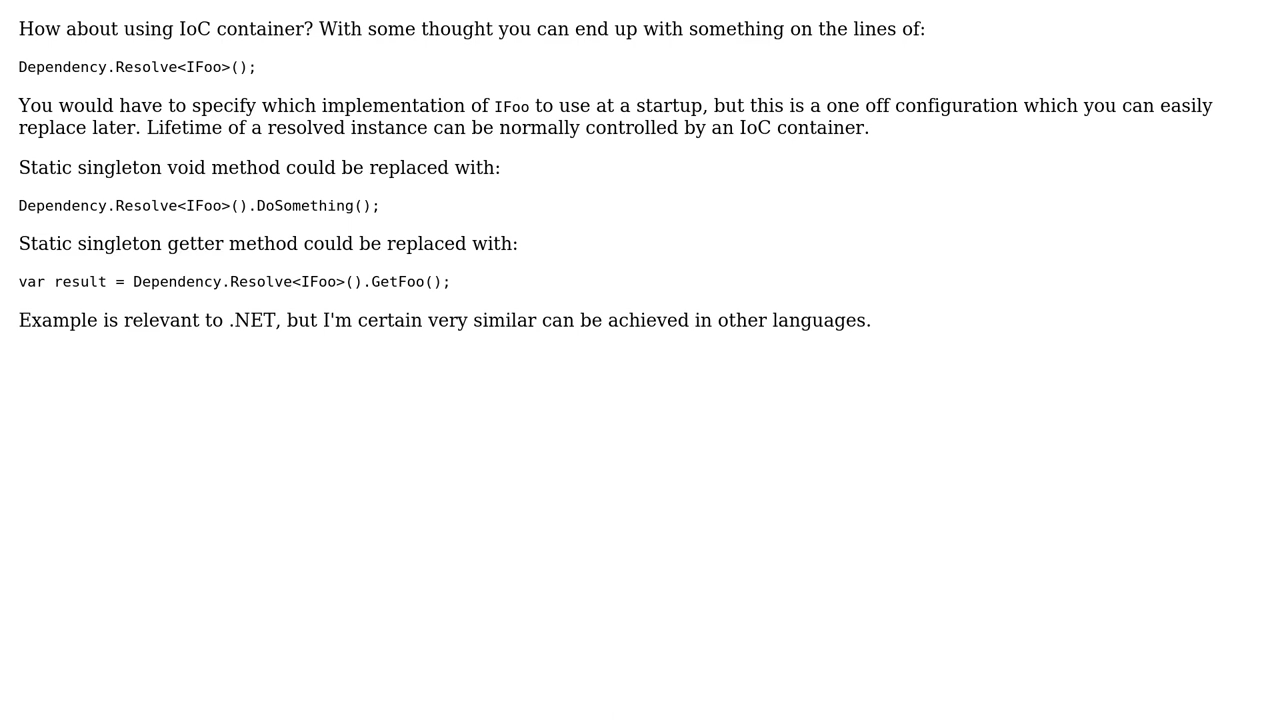 How about using IoC container? With some thought you can end up with something on the lines of:
Dependency.Resolve<IFoo>();
You would have to specify which implementation of IFoo to use at a startup, but this is a one off configuration which you can easily
replace later. Lifetime of a resolved instance can be normally controlled by an IoC container.
Static singleton void method could be replaced with:
Dependency.Resolve<IFoo>().DoSomething();
Static singleton getter method could be replaced with:
var result = Dependency.Resolve<IFoo>().GetFoo();
Example is relevant to .NET, but I'm certain very similar can be achieved in other languages.